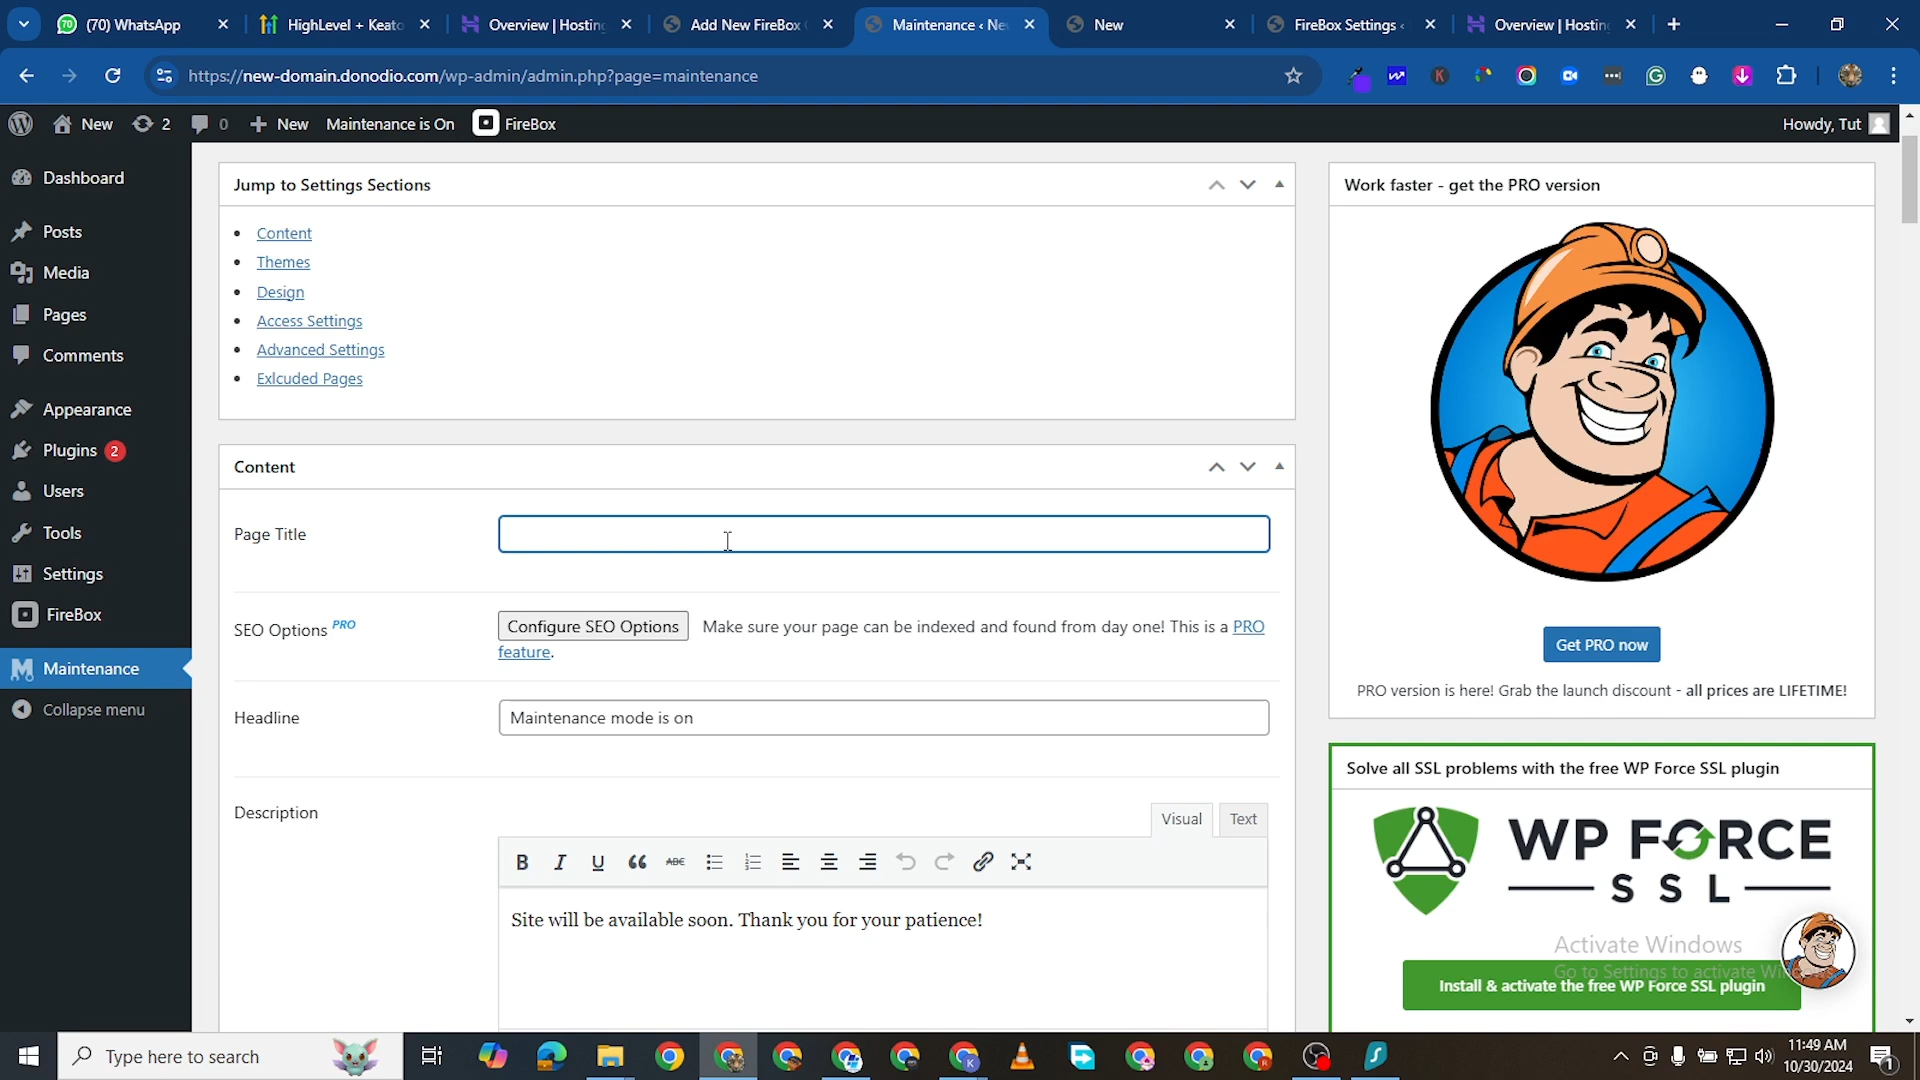 (70) WhatsApp
HighLevel + Keato
Overview | Hosting
Add New FireBox
Maintenance ‹ Ne
New
FireBox Settings ‹
Overview | Hosting
https://new-domain.donodio.com/wp-admin/admin.php?page=maintenance
New
2
0
New
Maintenance is On
FireBox
Howdy, Tut
Dashboard
Posts
Media
Pages
Comments
Appearance
Plugins 2
Users
Tools
Settings
FireBox
Maintenance
Collapse menu
Jump to Settings Sections
Content
Themes
Design
Access Settings
Advanced Settings
Exlcuded Pages
Content
Page Title
SEO Options PRO
Configure SEO Options Make sure your page can be indexed and found from day one! This is a PRO
feature.
Headline
Maintenance mode is on
Description
Visual
Text
B I U ABC
Site will be available soon. Thank you for your patience!
Work faster - get the PRO version
Get PRO now
PRO version is here! Grab the launch discount - all prices are LIFETIME!
Solve all SSL problems with the free WP Force SSL plugin
WP FORCE
SSL
Install & activate the free WP Force SSL plugin
Activate Windows
Go to Settings to activate Wi
Type here to search
11:49 AM
10/30/2024
1